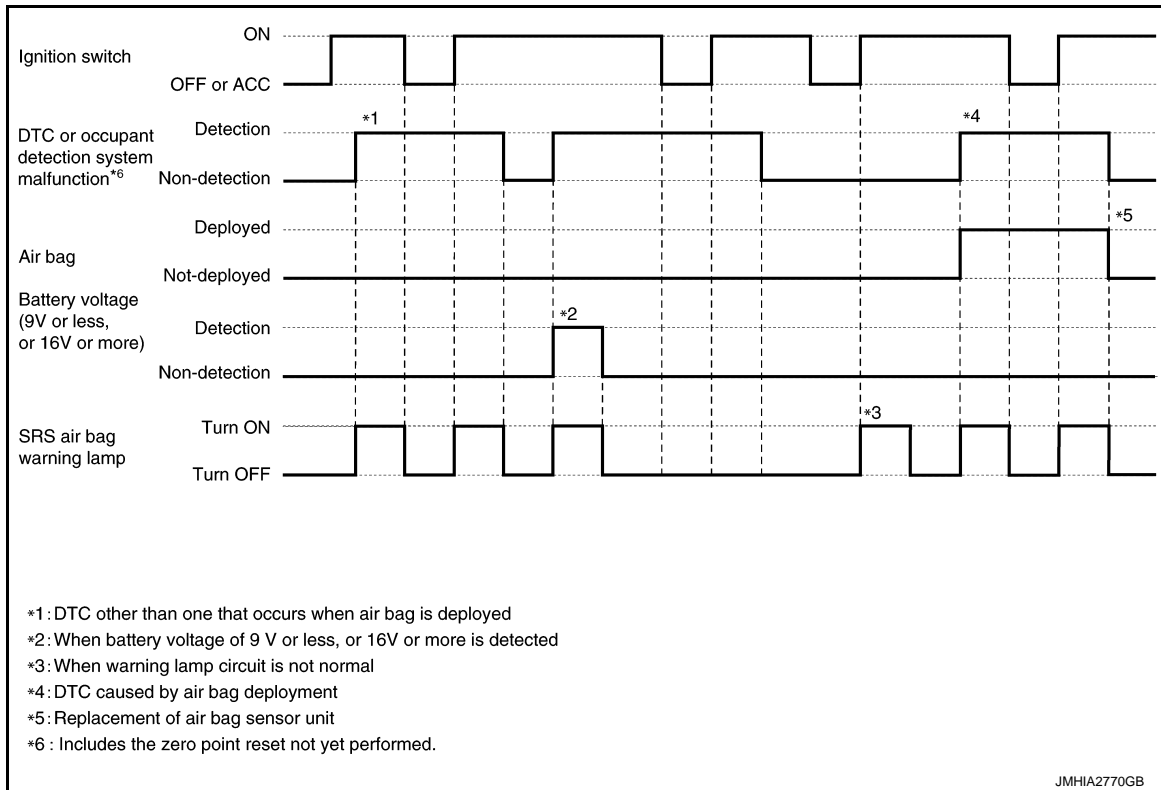 ON
Ignition switch
OFF or ACC
*1
*4
Detection
DTC or occupant
detection system
malfunction*6
Non-detection
*5
Deployed
Air bag
Not-deployed
Battery voltage
(9V or less,
or 16V or more)
*2
Detection
Non-detection
*3
Turn ON
SRS air bag
warning lamp
Turn OFF
*1:DTC other than one that occurs when air bag is deployed
*2:When battery voltage of 9 V or less, or 16V or more is detected
*3:When warning lamp circuit is not normal
*4:DTC caused by air bag deployment
*5:Replacement of air bag sensor unit
*6 : Includes the zero point reset not yet performed.
JMHIA2770GB